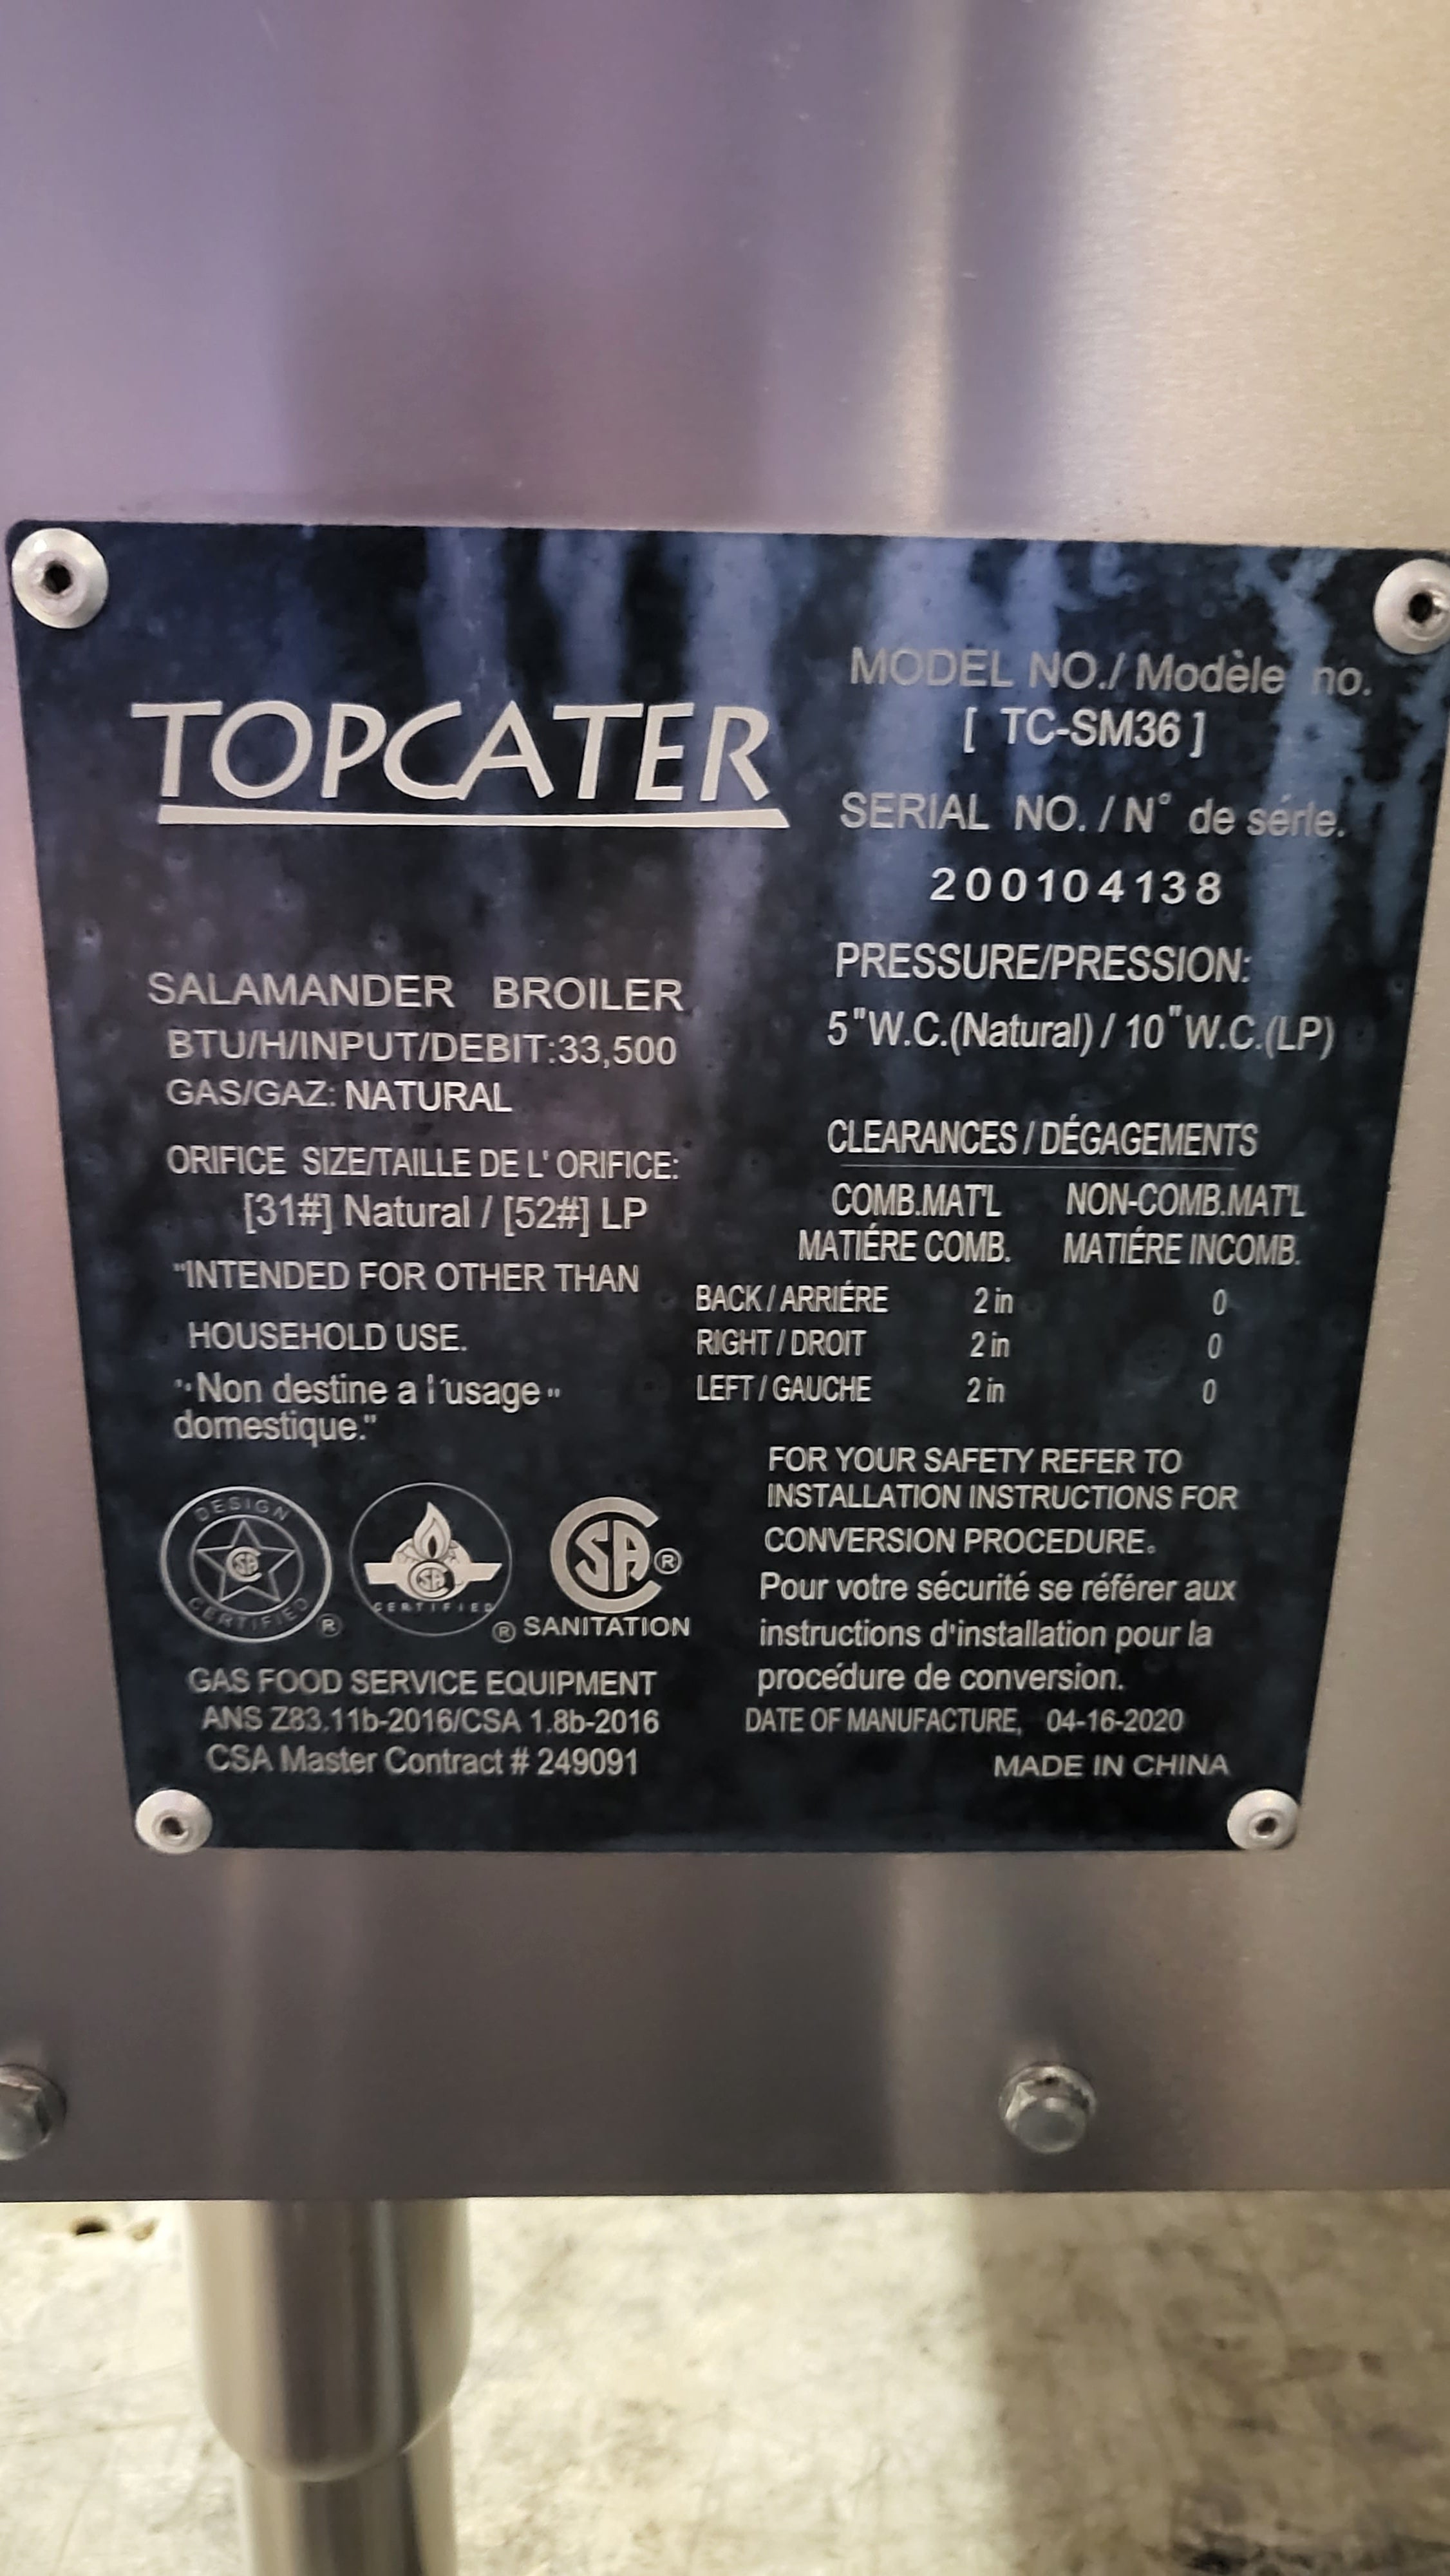 TOPCATER
MODEL NO./ Modèle no.
[ TC-SM36 ]
SERIAL NO. / N° de série.
200104138
PRESSURE/PRESSION:
5"W.C.(Natural) / 10"W.C.(LP)
SALAMANDER BROILER
BTU/H/INPUT/DEBIT:33,500
GAS/GAZ: NATURAL
ORIFICE SIZE/TAILLE DE L' ORIFICE:
[31#] Natural / [52#] LP
"INTENDED FOR OTHER THAN
HOUSEHOLD USE.
"Non destine a l'usage"
domestique."
CLEARANCES / DÉGAGEMENTS
COMB.MAT'L NON-COMB.MAT'L
MATIÉRE COMB. MATIÉRE INCOMB.
BACK / ARRIÉRE 2 in 0
RIGHT / DROIT 2 in 0
LEFT / GAUCHE 2 in 0
DESIGN CSA CERTIFIED ®
CSA CERTIFIED ®
CSA ®
SANITATION
GAS FOOD SERVICE EQUIPMENT
ANS Z83.11b-2016/CSA 1.8b-2016
CSA Master Contract # 249091
FOR YOUR SAFETY REFER TO
INSTALLATION INSTRUCTIONS FOR
CONVERSION PROCEDURE。
Pour votre sécurité se référer aux
instructions d'installation pour la
procédure de conversion.
DATE OF MANUFACTURE, 04-16-2020
MADE IN CHINA